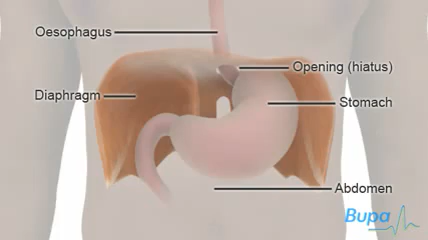 Oesophagus
Opening (hiatus)
Diaphragm
Stomach
Abdomen
Bupa